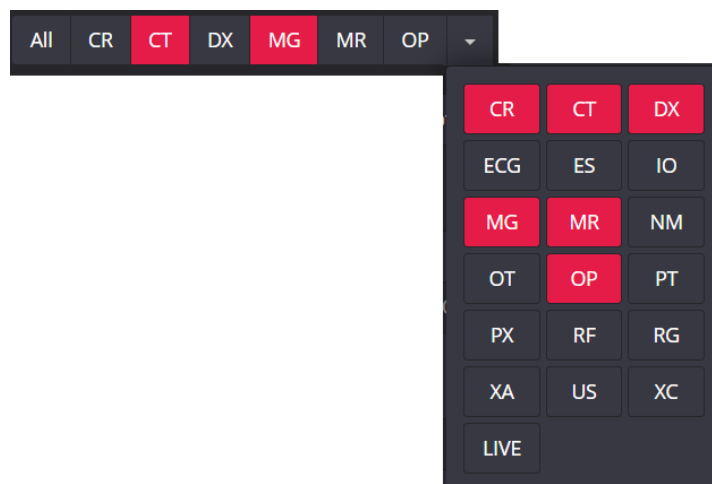 All CR CT DX MG MR OP
CR CT DX
ECG ES IO
MG MR NM
OT OP PT
PX RF RG
XA US XC
LIVE